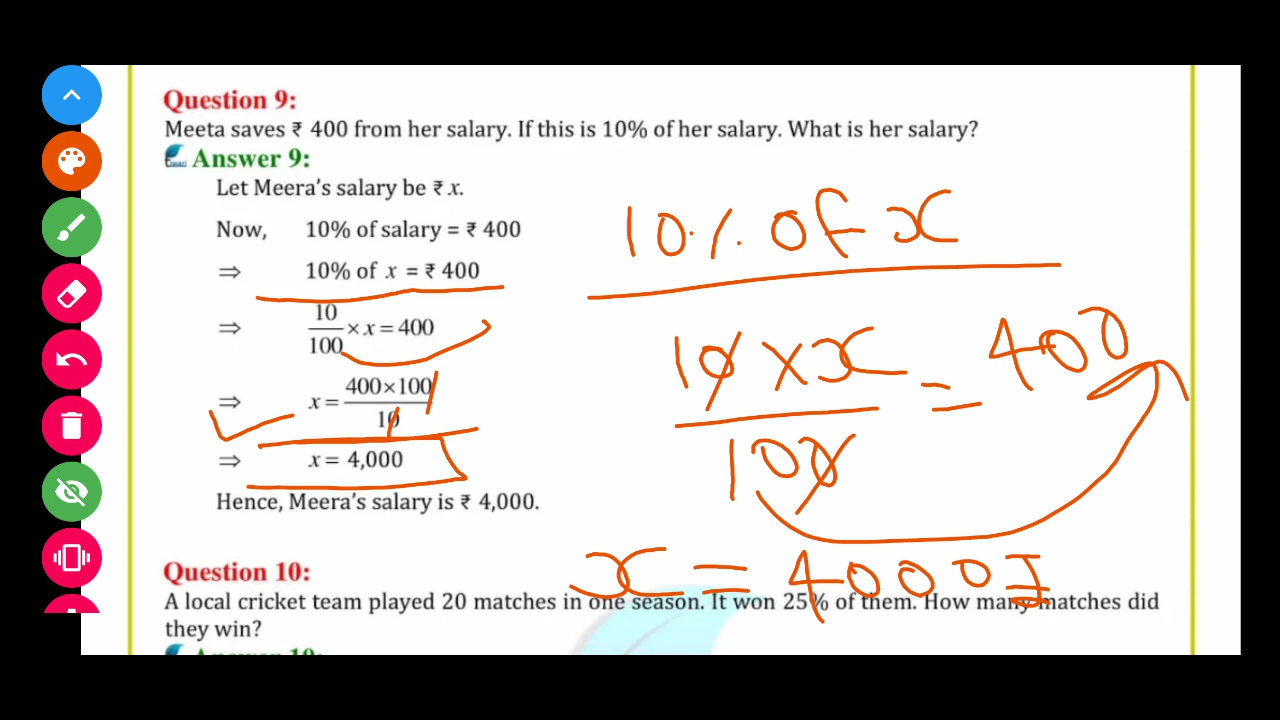 Question 9:
Meeta saves ₹ 400 from her salary. If this is 10% of her salary. What is her salary?
Answer 9:
Let Meera's salary be ₹ x.
Now, 10% of salary = ₹ 400
⇒ 10% of x = ₹ 400
⇒ 10/100 × x = 400
⇒ x = 400×100/10
⇒ x = 4,000
Hence, Meera's salary is ₹ 4,000.
10% of x
10 × x = 400
100
x = 4000
Question 10:
A local cricket team played 20 matches in one season. It won 25% of them. How many matches did
they win?
Answer 10: